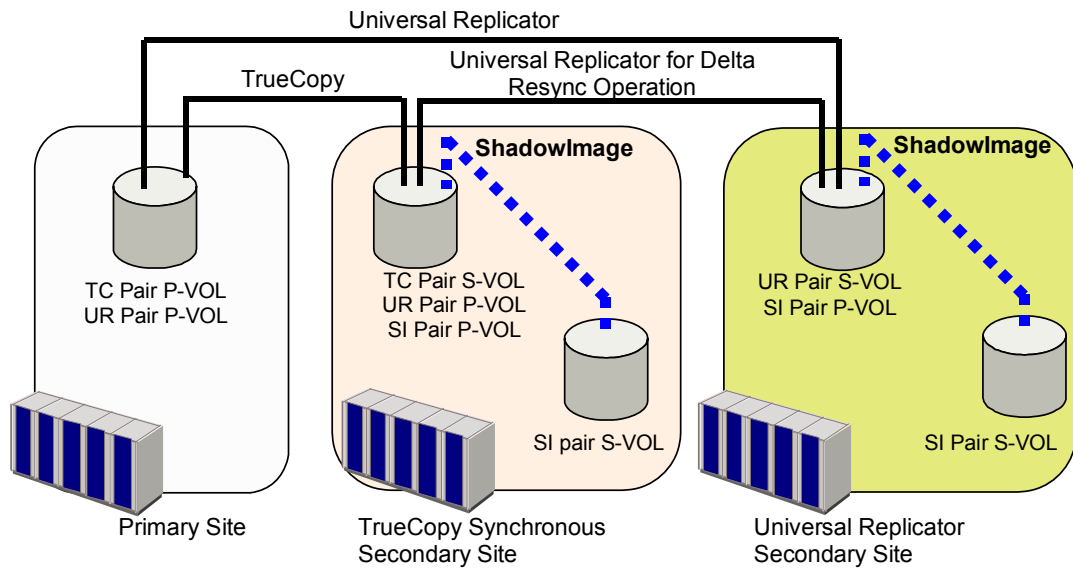 Universal Replicator
TrueCopy
Universal Replicator for Delta
Resync Operation
ShadowImage
ShadowImage
TC Pair P-VOL
UR Pair P-VOL
TC Pair S-VOL
UR Pair P-VOL
SI Pair P-VOL
UR Pair S-VOL
SI Pair P-VOL
SI pair S-VOL
SI Pair S-VOL
Primary Site
TrueCopy Synchronous
Secondary Site
Universal Replicator
Secondary Site